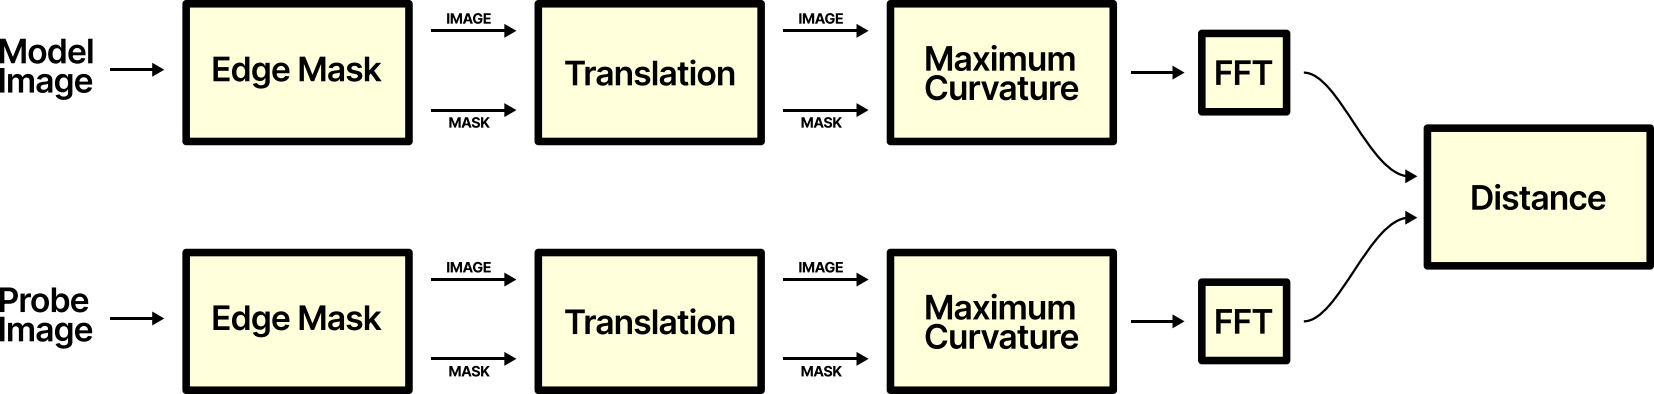 Model
Image
Edge Mask
IMAGE
MASK
Translation
IMAGE
MASK
Maximum
Curvature
FFT
Distance
Probe
Image
Edge Mask
IMAGE
MASK
Translation
IMAGE
MASK
Maximum
Curvature
FFT